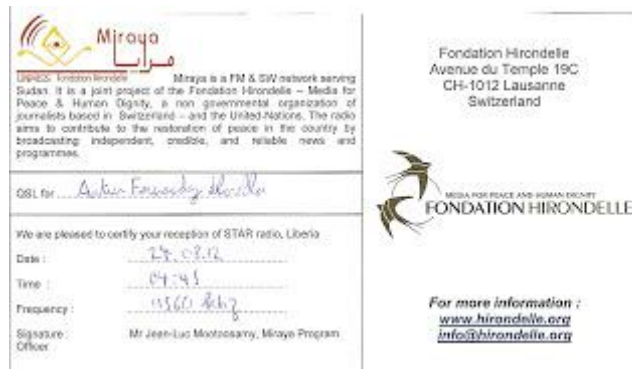 Miraya
مرايا
Fondation Hirondelle
Miraya is a FM & SW network serving
Sudan. It is a joint project of the Fondation Hirondelle – Media for
Peace & Human Dignity, a non governmental organization of
journalists based in Switzerland – and the United-Nations. The radio
aims to contribute to the restoration of peace in the country by
broadcasting independent, credible, and reliable news and
programmes.
QSL for
We are pleased to certify your reception of STAR radio, Liberia
Date :
Time :
Frequency :
Signature : Mr Jean-Luc Mootoosamy, Miraya Program
Officer
Fondation Hirondelle
Avenue du Temple 19C
CH-1012 Lausanne
Switzerland
MEDIA FOR PEACE AND HUMAN DIGNITY
FONDATION HIRONDELLE
For more information :
www.hirondelle.org
info@hirondelle.org